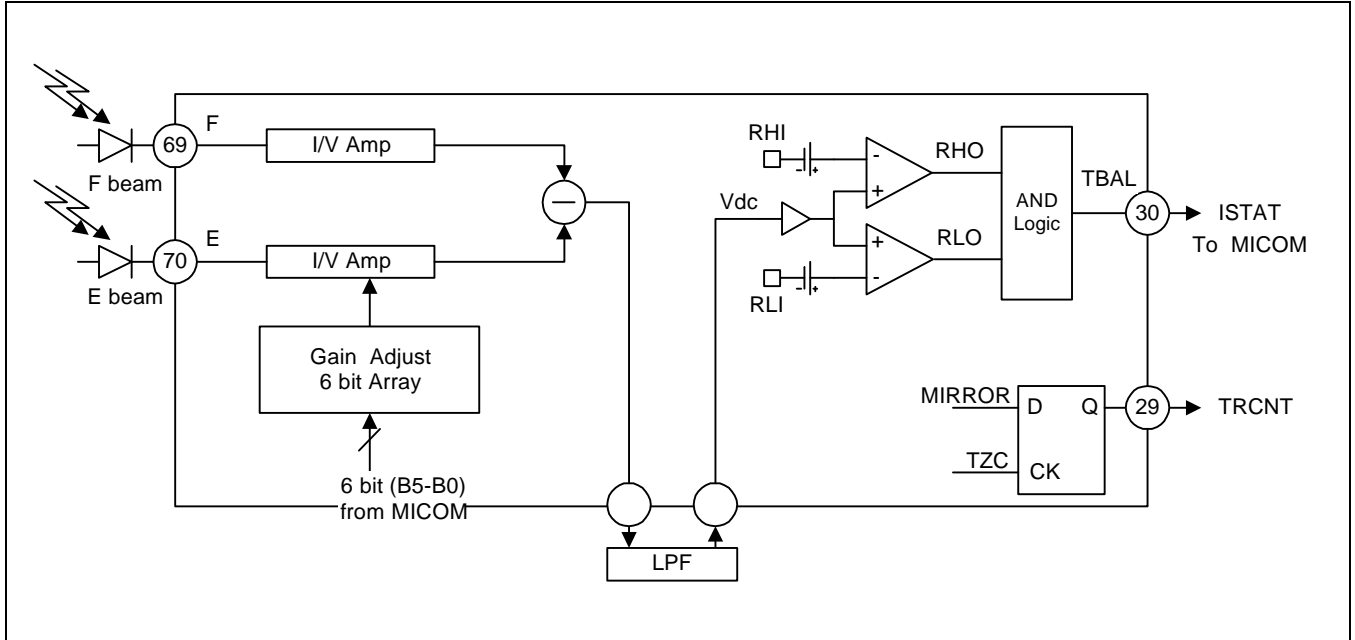 F
69
F beam
I/V Amp
E
70
E beam
I/V Amp
Gain Adjust
6 bit Array
6 bit (B5-B0)
from MICOM
—
LPF
RHI
-
+
-
+
RHO
Vdc
+
-
RLO
RLI
-
+
AND
Logic
TBAL
30
ISTAT
To MICOM
MIRROR
D
Q
29
TRCNT
TZC
CK